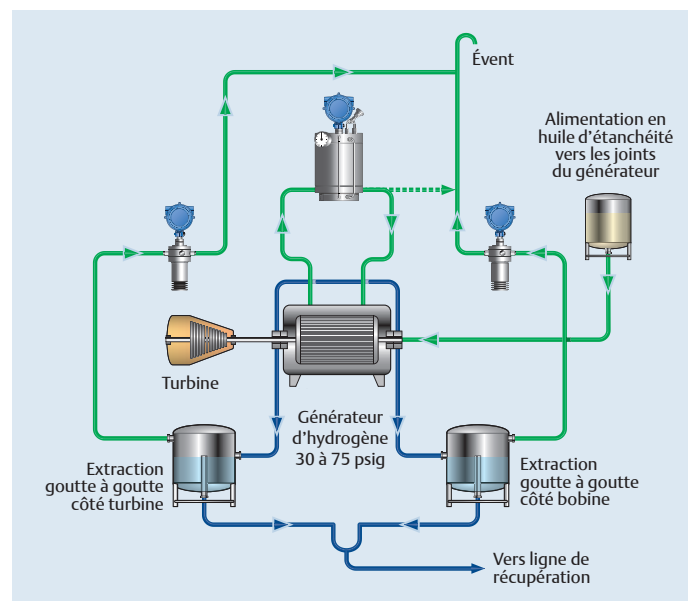 Évent
Alimentation en
huile d'étanchéité
vers les joints
du générateur
Turbine
Générateur
d'hydrogène
30 à 75 psig
Extraction
goutte à goutte
côté turbine
Extraction
goutte à goutte
côté bobine
Vers ligne de
récupération